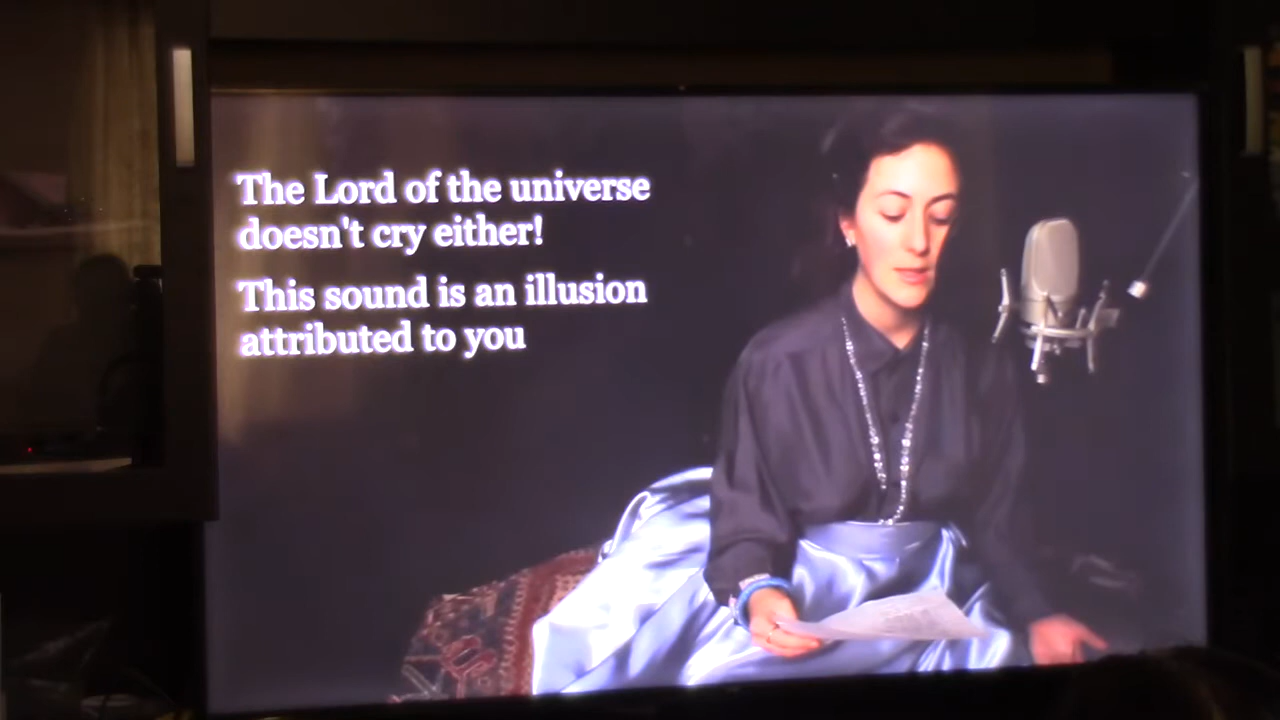 The Lord of the universe
doesn't cry either!
This sound is an illusion
attributed to you